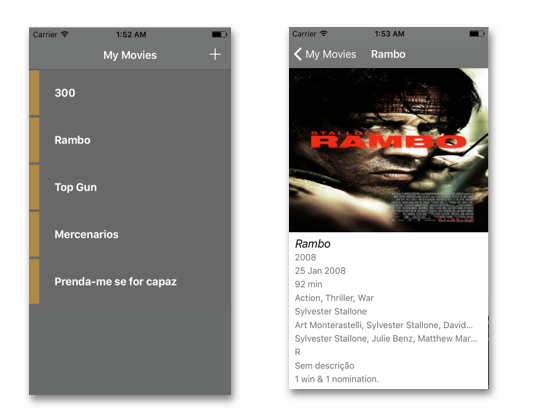 Carrier 1:52 AM
My Movies +
300
Rambo
Top Gun
Mercenarios
Prenda-me se for capaz
Carrier 1:53 AM
My Movies Rambo
STALLONE
RAMBO
Rambo
2008
25 Jan 2008
92 min
Action, Thriller, War
Sylvester Stallone
Art Monterastelli, Sylvester Stallone, David...
Sylvester Stallone, Julie Benz, Matthew Mar...
R
Sem descrição
1 win & 1 nomination.